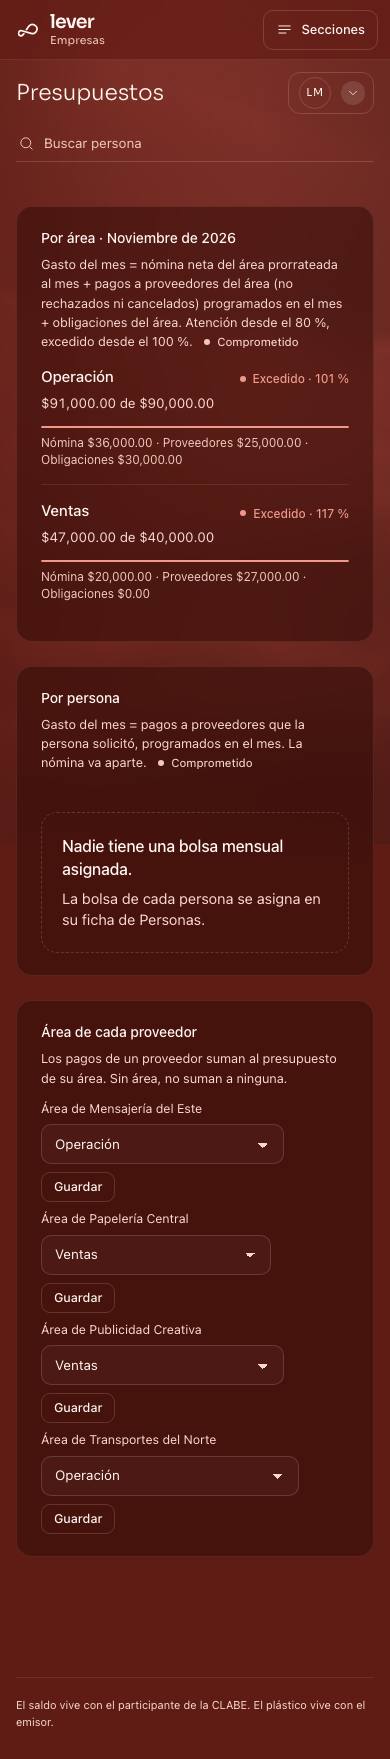 lever
Empresas
Secciones
Presupuestos
LM
Buscar persona
Por área · Noviembre de 2026
Gasto del mes = nómina neta del área prorrateada
al mes + pagos a proveedores del área (no
rechazados ni cancelados) programados en el mes
+ obligaciones del área. Atención desde el 80 %,
excedido desde el 100 %. • Comprometido
Operación • Excedido · 101 %
$91,000.00 de $90,000.00
Nómina $36,000.00 · Proveedores $25,000.00 ·
Obligaciones $30,000.00
Ventas • Excedido · 117 %
$47,000.00 de $40,000.00
Nómina $20,000.00 · Proveedores $27,000.00 ·
Obligaciones $0.00
Por persona
Gasto del mes = pagos a proveedores que la
persona solicitó, programados en el mes. La
nómina va aparte. • Comprometido
Nadie tiene una bolsa mensual
asignada.
La bolsa de cada persona se asigna en
su ficha de Personas.
Área de cada proveedor
Los pagos de un proveedor suman al presupuesto
de su área. Sin área, no suman a ninguna.
Área de Mensajería del Este
Operación
Guardar
Área de Papelería Central
Ventas
Guardar
Área de Publicidad Creativa
Ventas
Guardar
Área de Transportes del Norte
Operación
Guardar
El saldo vive con el participante de la CLABE. El plástico vive con el
emisor.